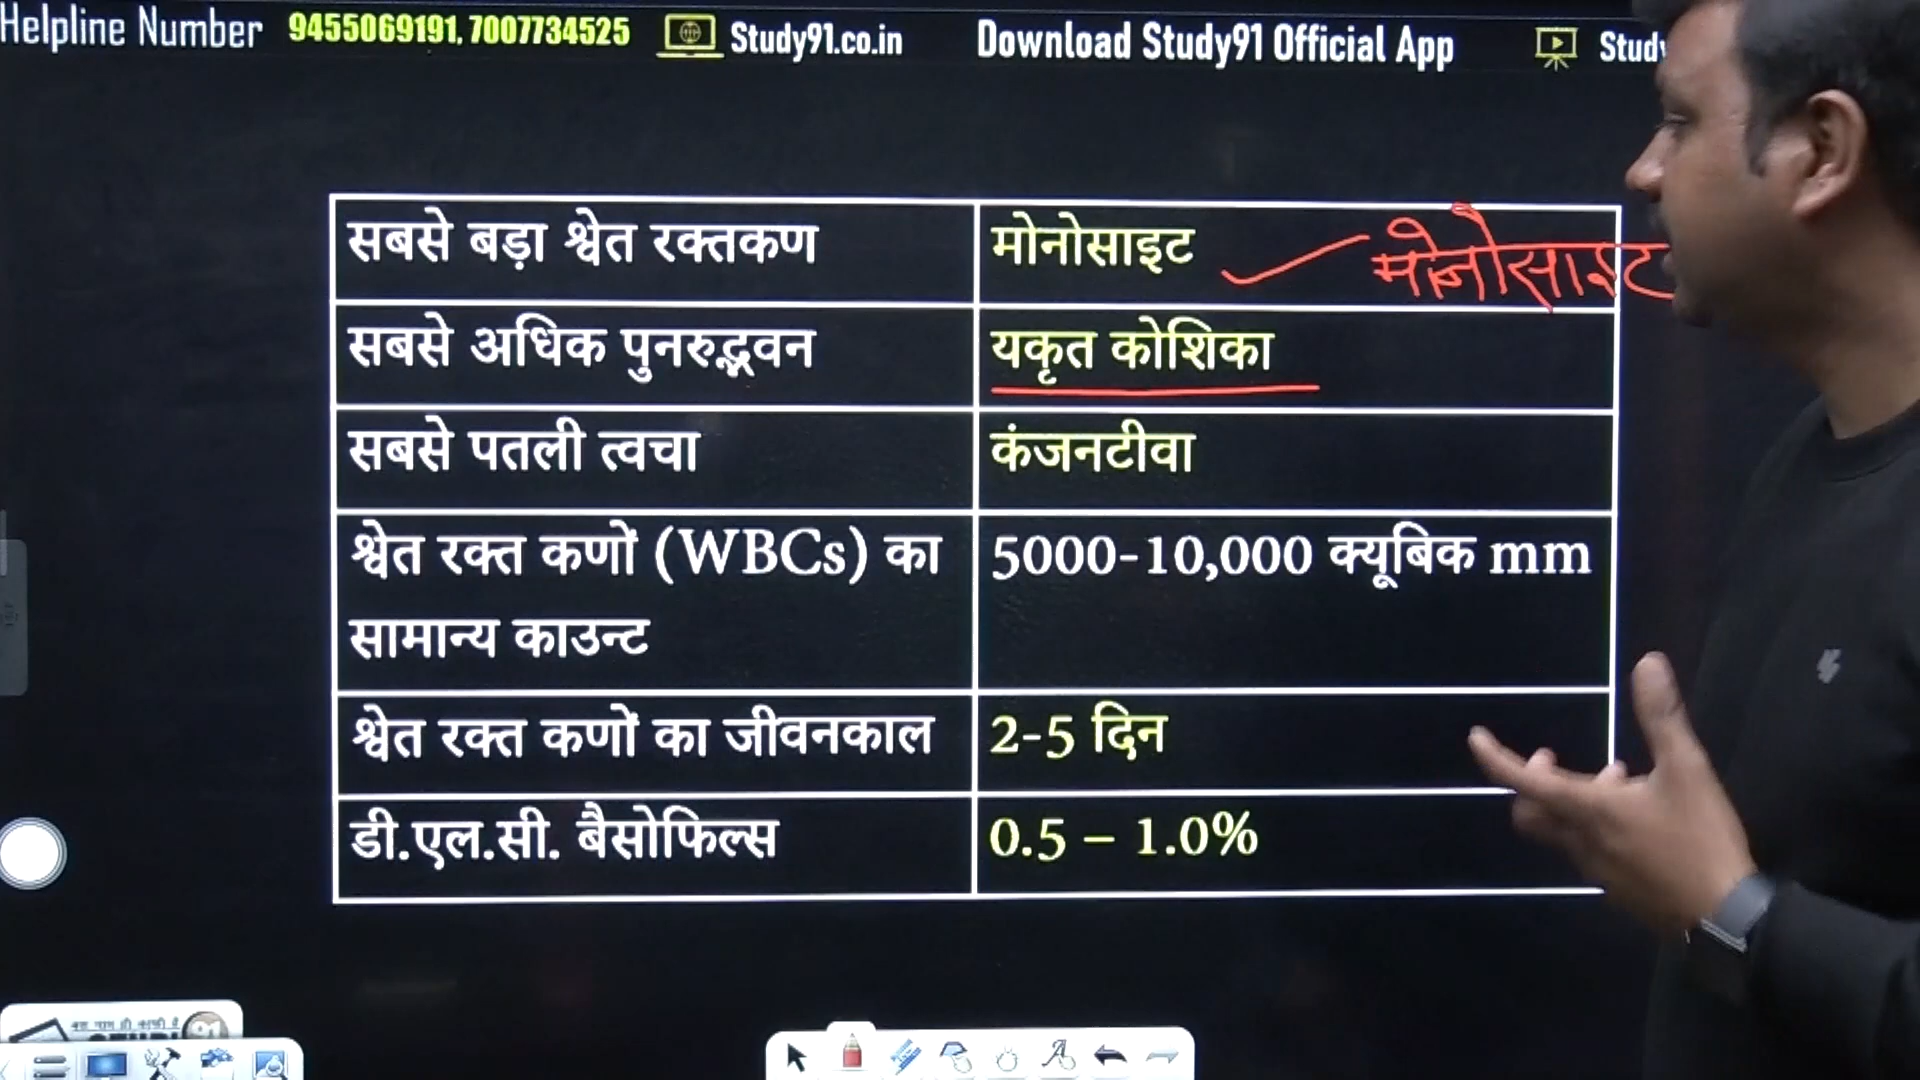 Helpline Number 9455069191, 7007734525 Study91.co.in Download Study91 Official App
सबसे बड़ा श्वेत रक्तकण मोनोसाइट मोनोसाइट
सबसे अधिक पुनरुद्भवन यकृत कोशिका
सबसे पतली त्वचा कंजनटीवा
श्वेत रक्त कणों (WBCs) का 5000-10,000 क्यूबिक mm
सामान्य काउन्ट
श्वेत रक्त कणों का जीवनकाल 2-5 दिन
डी.एल.सी. बैसोफिल्स 0.5 – 1.0%